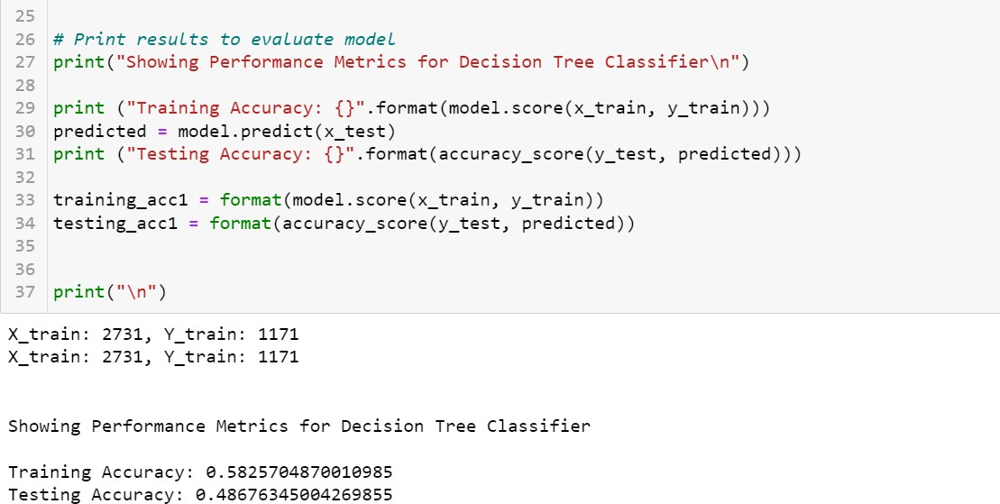 25
26 # Print results to evaluate model
27 print("Showing Performance Metrics for Decision Tree Classifier\n")
28
29 print ("Training Accuracy: {}".format(model.score(x_train, y_train)))
30 predicted = model.predict(x_test)
31 print ("Testing Accuracy: {}".format(accuracy_score(y_test, predicted)))
32
33 training_acc1 = format(model.score(x_train, y_train))
34 testing_acc1 = format(accuracy_score(y_test, predicted))
35
36
37 print("\n")
X_train: 2731, Y_train: 1171
X_train: 2731, Y_train: 1171
Showing Performance Metrics for Decision Tree Classifier
Training Accuracy: 0.5825704870010985
Testing Accuracy: 0.48676345004269855